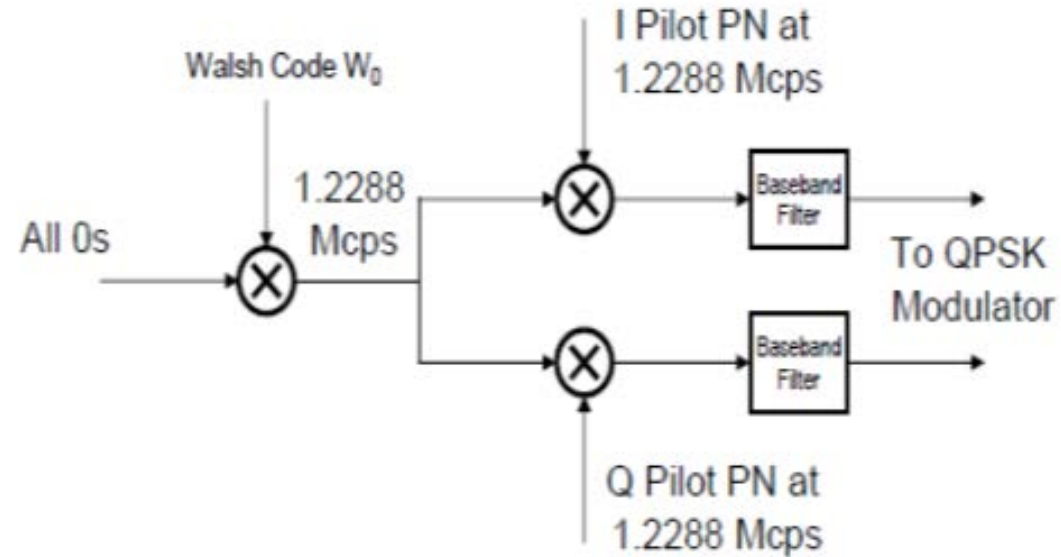 I Pilot PN at
1.2288 Mcps
Walsh Code W₀
1.2288
Mcps
All 0s
Baseband
Filter
To QPSK
Modulator
Baseband
Filter
Q Pilot PN at
1.2288 Mcps